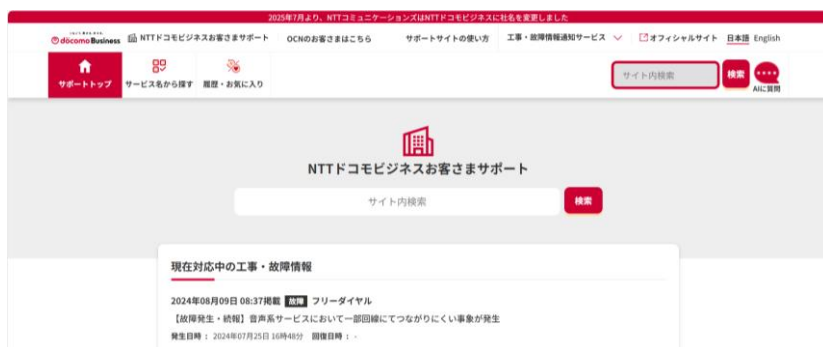 2025年7月より、NTTコミュニケーションズはNTTドコモビジネスに社名を変更しました
döcomo Business NTTドコモビジネスお客さまサポート OCNのお客さまはこちら サポートサイトの使い方 工事・故障情報通知サービス オフィシャルサイト 日本語 English
サポートトップ サービス名から探す 履歴・お気に入り サイト内検索 検索 AIに質問
NTTドコモビジネスお客さまサポート
サイト内検索 検索
現在対応中の工事・故障情報
2024年08月09日 08:37掲載 故障 フリーダイヤル
【故障発生・続報】音声系サービスにおいて一部回線にてつながりにくい事象が発生
発生日時： 2024年07月25日 16時48分 回復日時： -